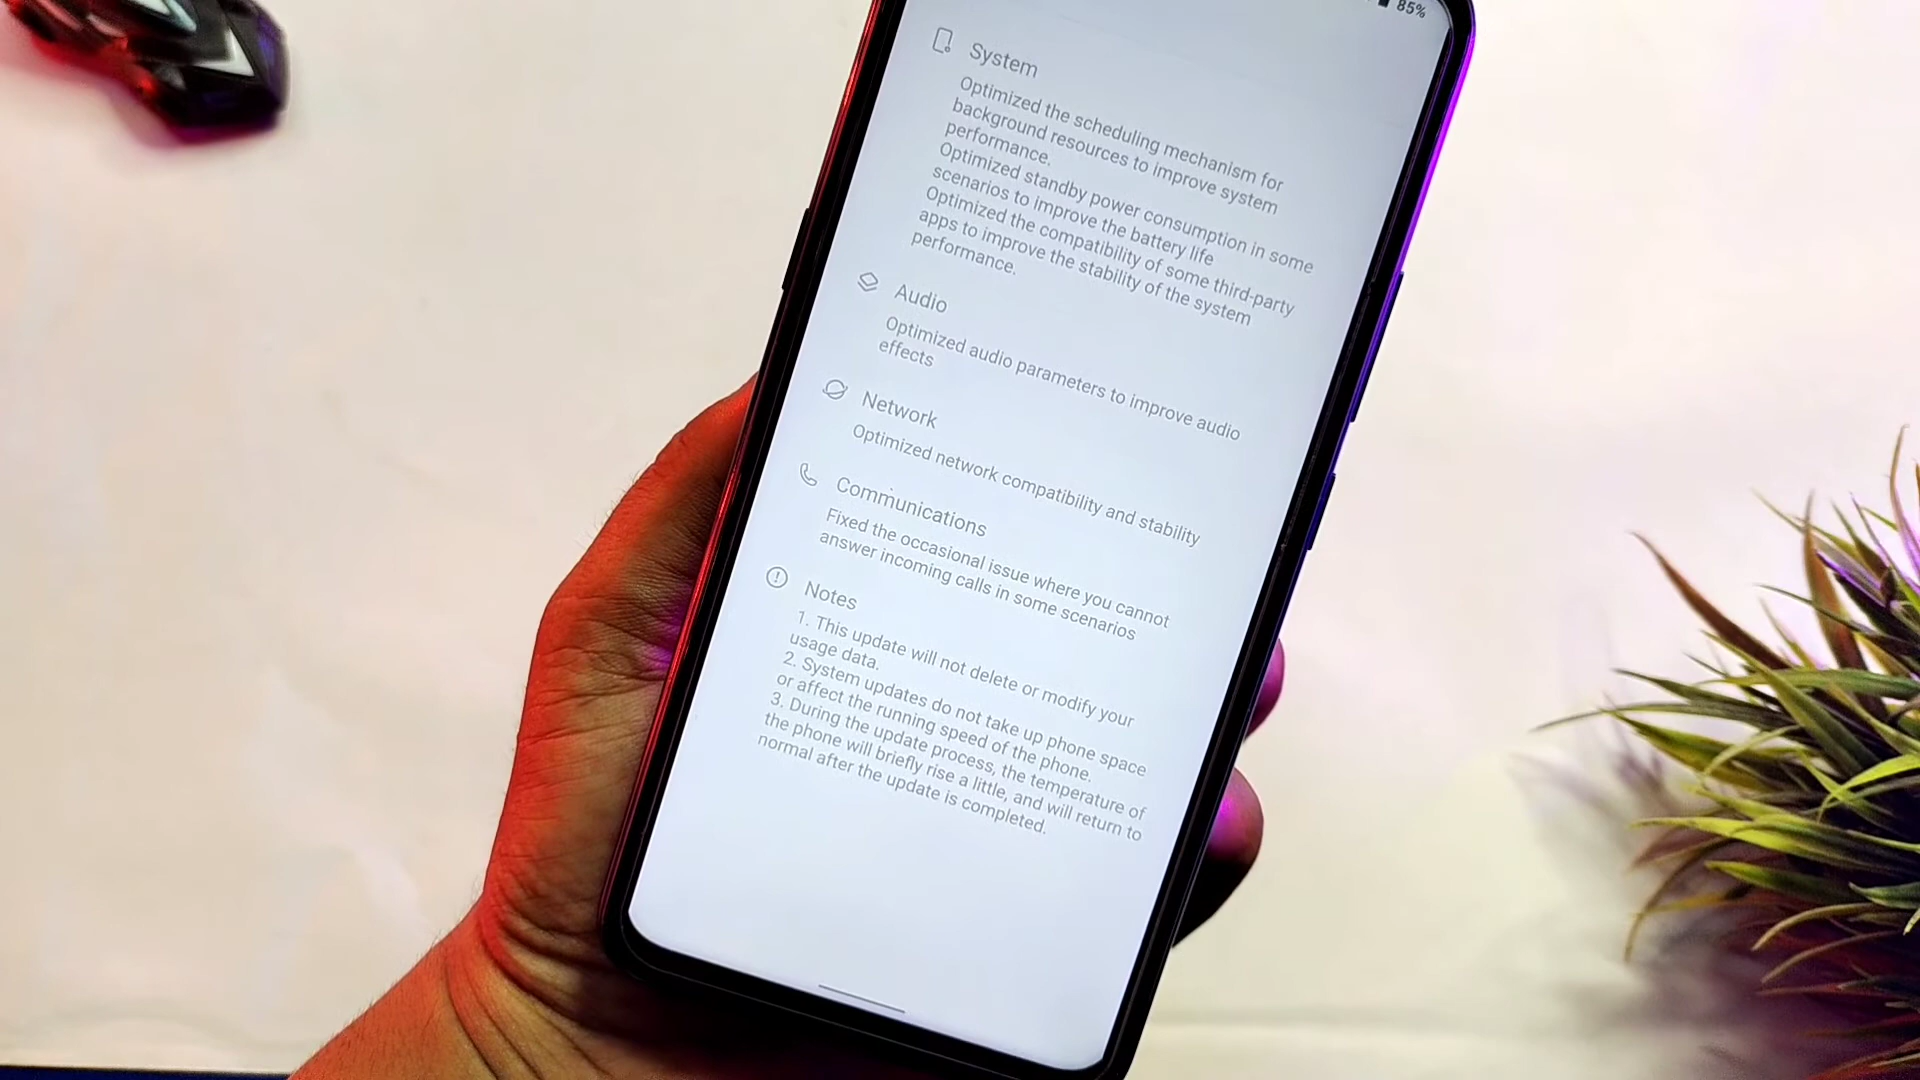 85%
System
Optimized the scheduling mechanism for
background resources to improve system
performance.
Optimized standby power consumption in some
scenarios to improve the battery life
Optimized the compatibility of some third-party
apps to improve the stability of the system
performance.
Audio
Optimized audio parameters to improve audio
effects
Network
Optimized network compatibility and stability
Communications
Fixed the occasional issue where you cannot
answer incoming calls in some scenarios
Notes
1. This update will not delete or modify your
usage data.
2. System updates do not take up phone space
or affect the running speed of the phone.
3. During the update process, the temperature of
the phone will briefly rise a little, and will return to
normal after the update is completed.